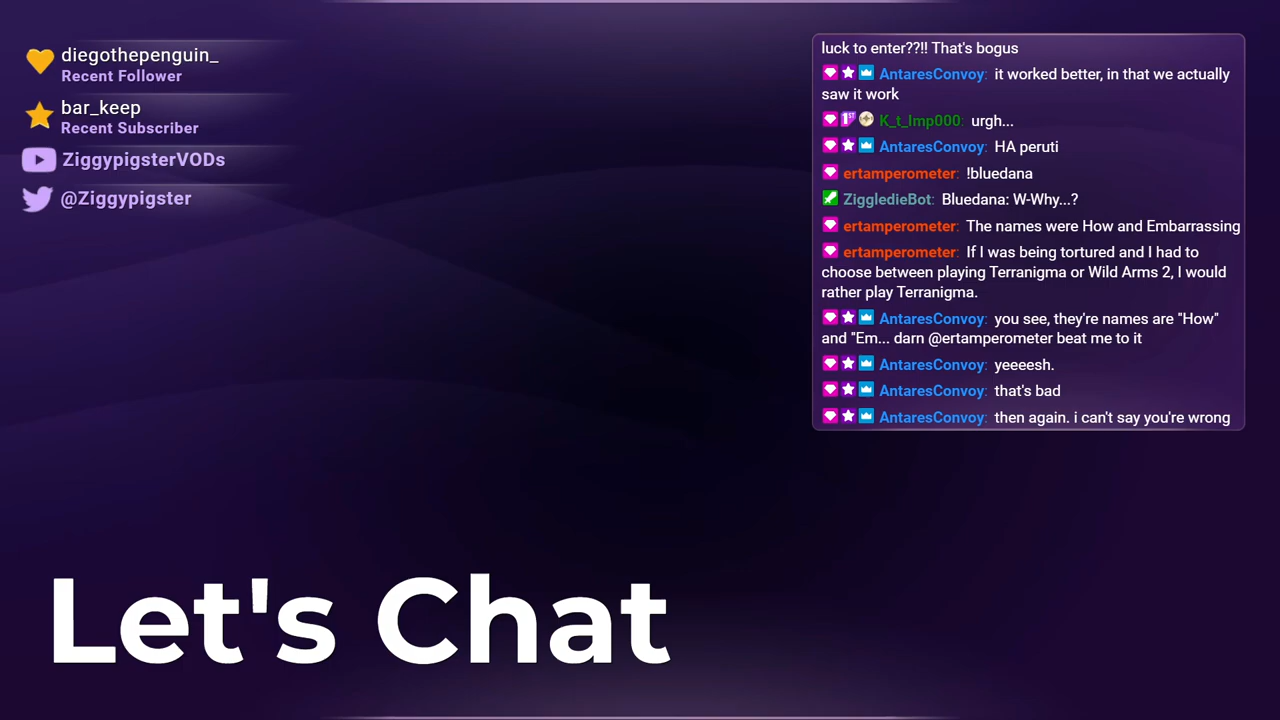 diegothepenguin_
Recent Follower
bar_keep
Recent Subscriber
ZiggypigsterVODs
@Ziggypigster
luck to enter??!! That's bogus
AntaresConvoy: it worked better, in that we actually
saw it work
1ST K_t_Imp000: urgh...
AntaresConvoy: HA peruti
ertamperometer: !bluedana
ZiggledieBot: Bluedana: W-Why...?
ertamperometer: The names were How and Embarrassing
ertamperometer: If I was being tortured and I had to
choose between playing Terranigma or Wild Arms 2, I would
rather play Terranigma.
AntaresConvoy: you see, they're names are "How"
and "Em... darn @ertamperometer beat me to it
AntaresConvoy: yeeeesh.
AntaresConvoy: that's bad
AntaresConvoy: then again. i can't say you're wrong
Let's Chat